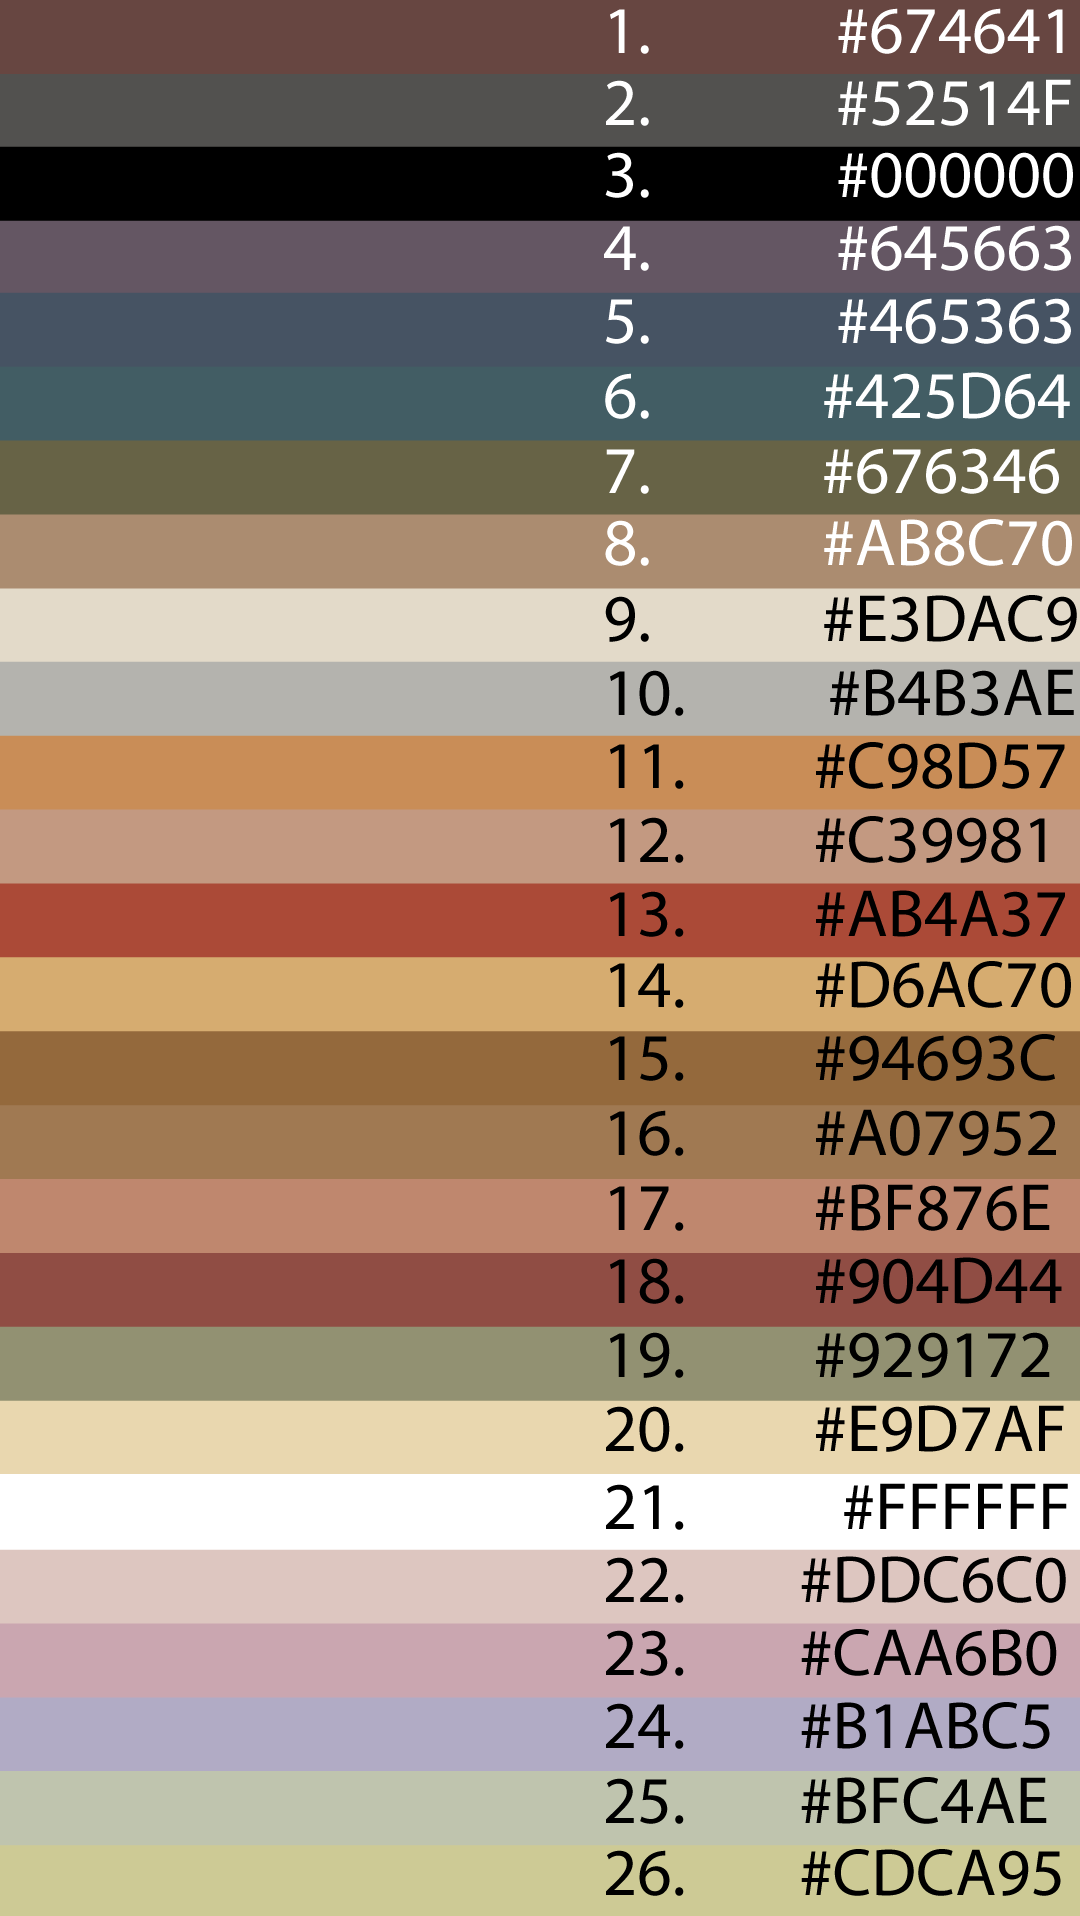 1. #674641
2. #52514F
3. #000000
4. #645663
5. #465363
6. #425D64
7. #676346
8. #AB8C70
9. #E3DAC9
10. #B4B3AE
11. #C98D57
12. #C39981
13. #AB4A37
14. #D6AC70
15. #94693C
16. #A07952
17. #BF876E
18. #904D44
19. #929172
20. #E9D7AF
21. #FFFFFF
22. #DDC6C0
23. #CAA6B0
24. #B1ABC5
25. #BFC4AE
26. #CDCA95